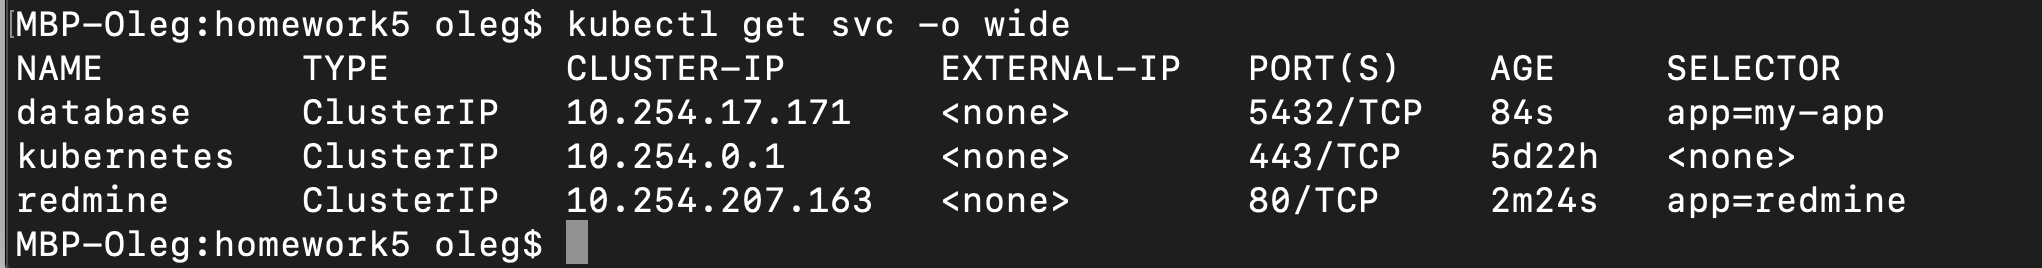 [MBP-Oleg:homework5 oleg$ kubectl get svc -o wide
NAME         TYPE        CLUSTER-IP       EXTERNAL-IP   PORT(S)    AGE     SELECTOR
database     ClusterIP   10.254.17.171    <none>        5432/TCP   84s     app=my-app
kubernetes   ClusterIP   10.254.0.1       <none>        443/TCP    5d22h   <none>
redmine      ClusterIP   10.254.207.163   <none>        80/TCP     2m24s   app=redmine
MBP-Oleg:homework5 oleg$